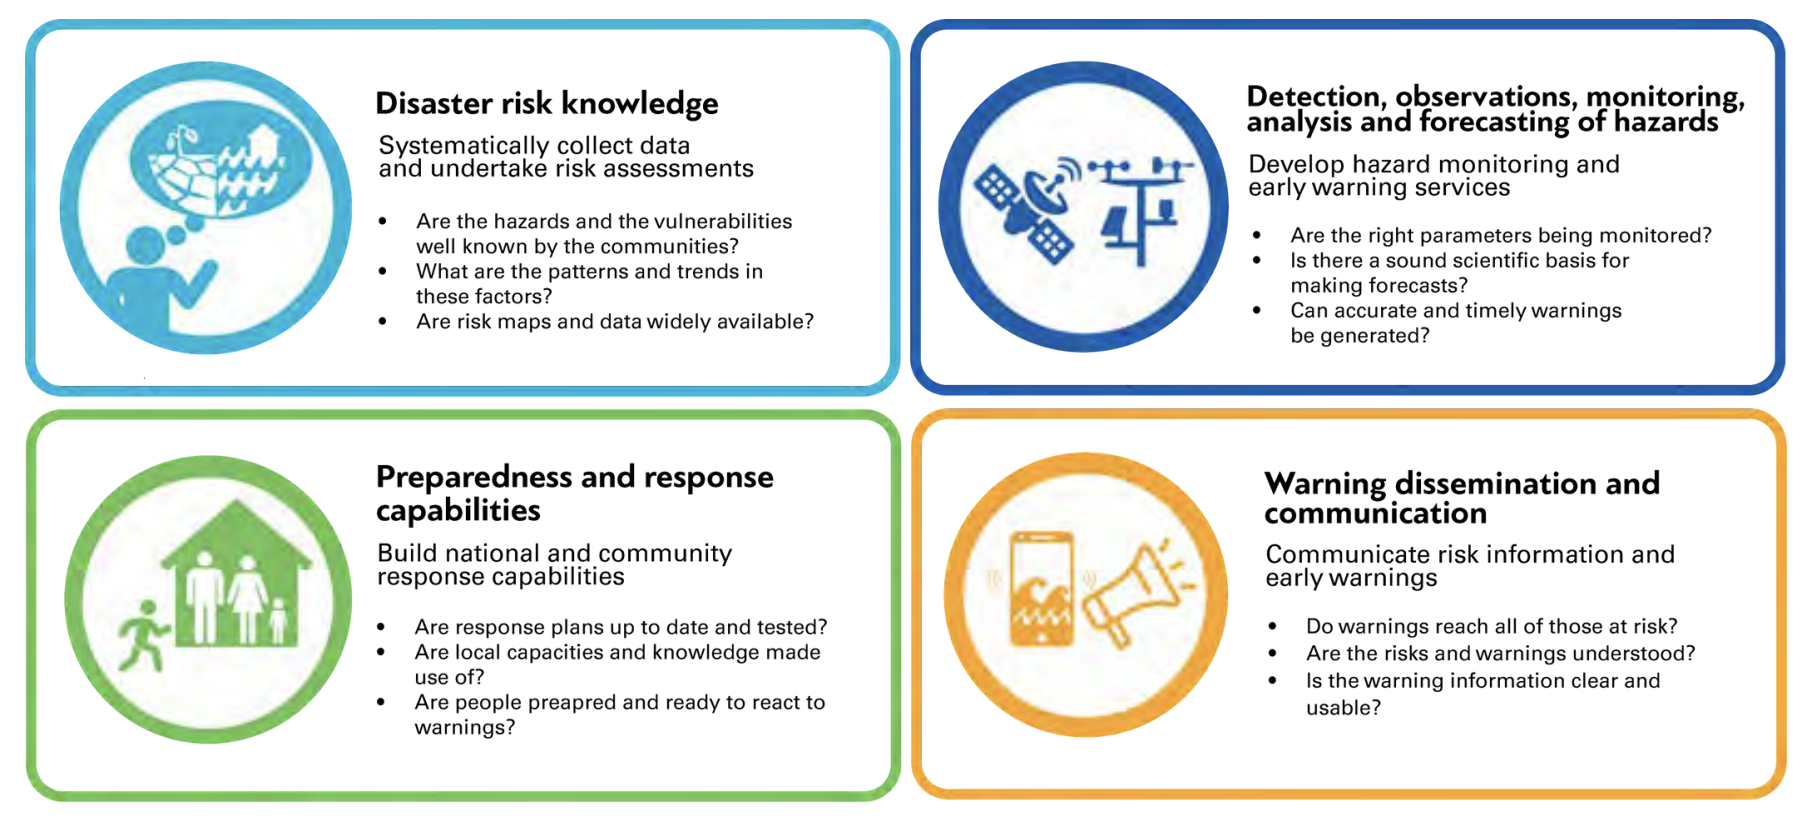 Disaster risk knowledge
Systematically collect data
and undertake risk assessments
• Are the hazards and the vulnerabilities
well known by the communities?
• What are the patterns and trends in
these factors?
• Are risk maps and data widely available?
Detection, observations, monitoring,
analysis and forecasting of hazards
Develop hazard monitoring and
early warning services
• Are the right parameters being monitored?
• Is there a sound scientific basis for
making forecasts?
• Can accurate and timely warnings
be generated?
Preparedness and response
capabilities
Build national and community
response capabilities
• Are response plans up to date and tested?
• Are local capacities and knowledge made
use of?
• Are people preapred and ready to react to
warnings?
Warning dissemination and
communication
Communicate risk information and
early warnings
• Do warnings reach all of those at risk?
• Are the risks and warnings understood?
• Is the warning information clear and
usable?